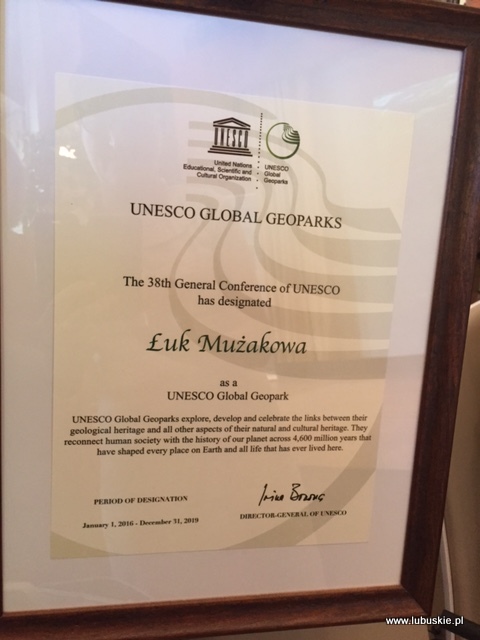 UNESCO
United Nations
Educational, Scientific and
Cultural Organization
UNESCO
Global
Geoparks
UNESCO GLOBAL GEOPARKS
The 38th General Conference of UNESCO
has designated
Łuk Mużakowa
as a
UNESCO Global Geopark
UNESCO Global Geoparks explore, develop and celebrate the links between their
geological heritage and all other aspects of their natural and cultural heritage. They
reconnect human society with the history of our planet across 4,600 million years that
have shaped every place on Earth and all life that has ever lived here.
PERIOD OF DESIGNATION
January 1, 2016 - December 31, 2019
Irina Bokova
DIRECTOR-GENERAL OF UNESCO
www.lubuskie.pl